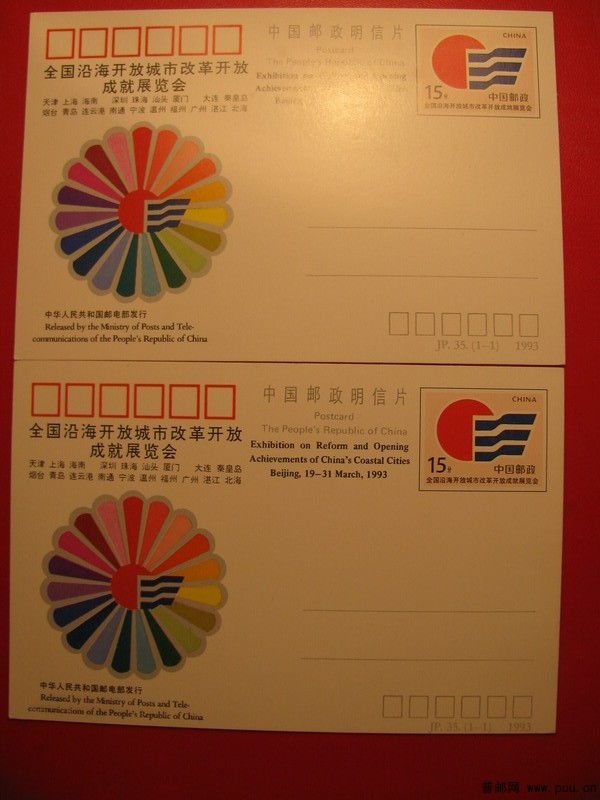 中国邮政明信片
Postcard
The People's Republic of China
Exhibition on Reform and Opening
Achievements
CHINA
15分
中国邮政
全国沿海开放城市改革开放成就展览会
全国沿海开放城市改革开放
成就展览会
天津 上海 海南 深圳 珠海 汕头 厦门 大连 秦皇岛
烟台 青岛 连云港 南通 宁波 温州 福州 广州 湛江 北海
中华人民共和国邮电部发行
Released by the Ministry of Posts and Tele-
communications of the People's Republic of China
JP. 35. (1-1) 1993
中国邮政明信片
Postcard
The People's Republic of China
Exhibition on Reform and Opening
Achievements of China's Coastal Cities
Beijing, 19-31 March, 1993
CHINA
15分
中国邮政
全国沿海开放城市改革开放成就展览会
全国沿海开放城市改革开放
成就展览会
天津 上海 海南 深圳 珠海 汕头 厦门 大连 秦皇岛
烟台 青岛 连云港 南通 宁波 温州 福州 广州 湛江 北海
中华人民共和国邮电部发行
Released by the Ministry of Posts and Tele-
communications of the People's Republic of China
JP. 35. (1-1) 1993
普邮网 www.puu.cn